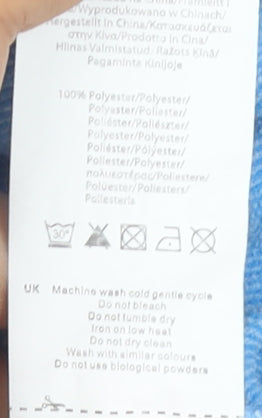 Wyprodukowano w Chinach/
Hergestellt in China/Κατασκευάζεται
στην Κίνα/Prodotto in Cina/
Hiinas Valmistatud/Ražots Ķīnā/
Pagaminta Kinijoje
100% Polyester/Polyester/
Polyester/Poliester/
Poliéster/Poliészter/
Polyester/Polyester/
Poliéster/Polyester/
Poliester/Polyester/
πολυεστέρας/Poliestere/
Polüester/Poliesters/
Poliesteris
30°
UK Machine wash cold gentle cycle
Do not bleach
Do not tumble dry
Iron on low heat
Do not dry clean
Wash with similar colours
Do not use biological powders